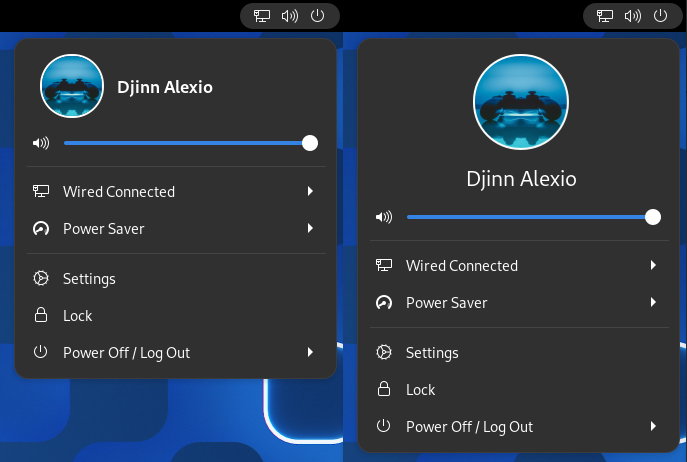 Djinn Alexio
Wired Connected
Power Saver
Settings
Lock
Power Off / Log Out
Djinn Alexio
Wired Connected
Power Saver
Settings
Lock
Power Off / Log Out